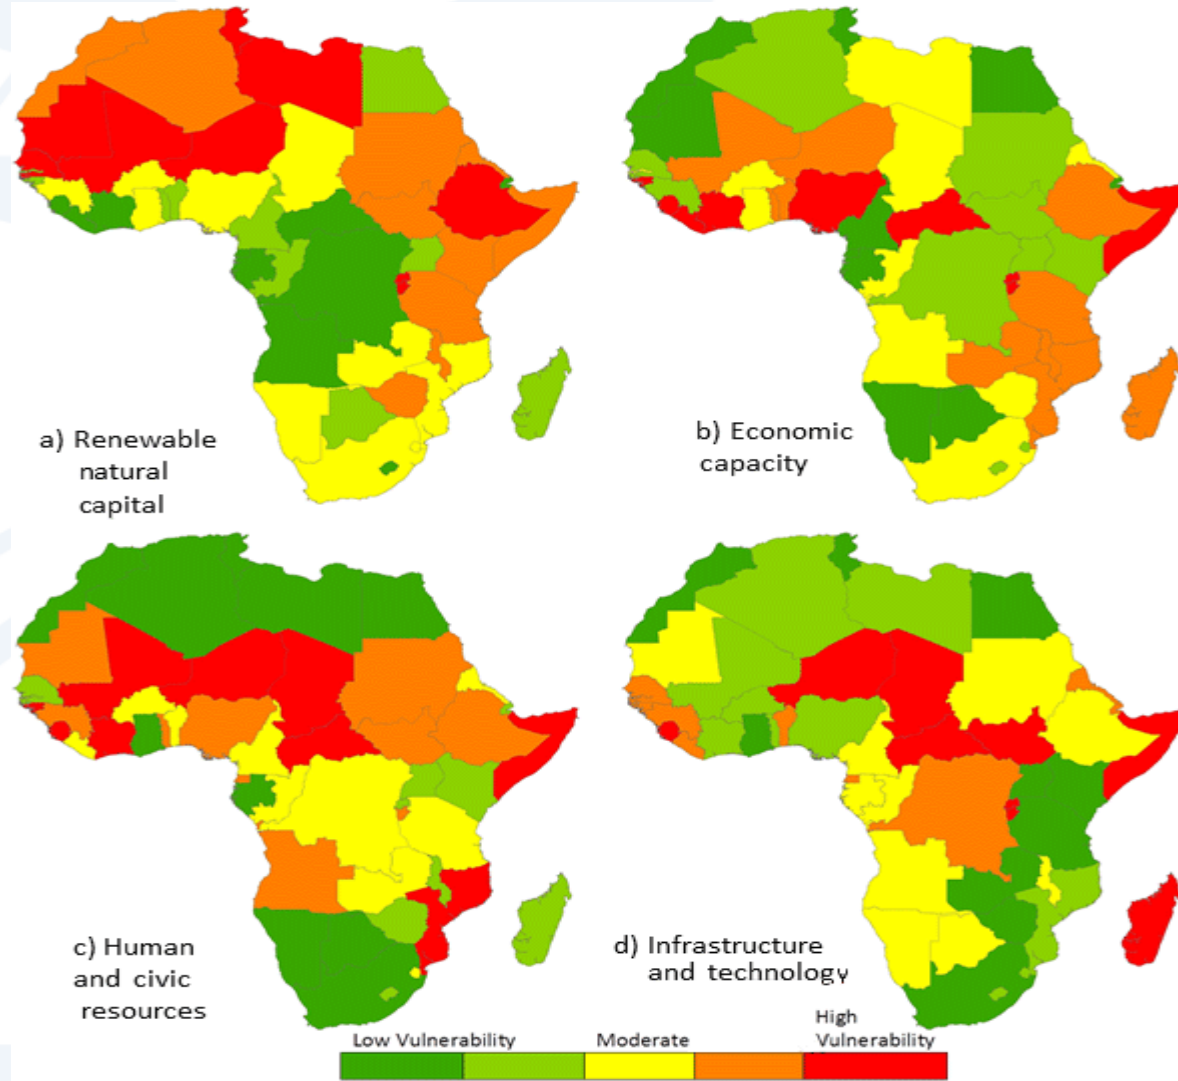 a) Renewable
natural
capital
b) Economic
capacity
c) Human
and civic
resources
d) Infrastructure
and technology
Low Vulnerability
Moderate
High
Vulnerability